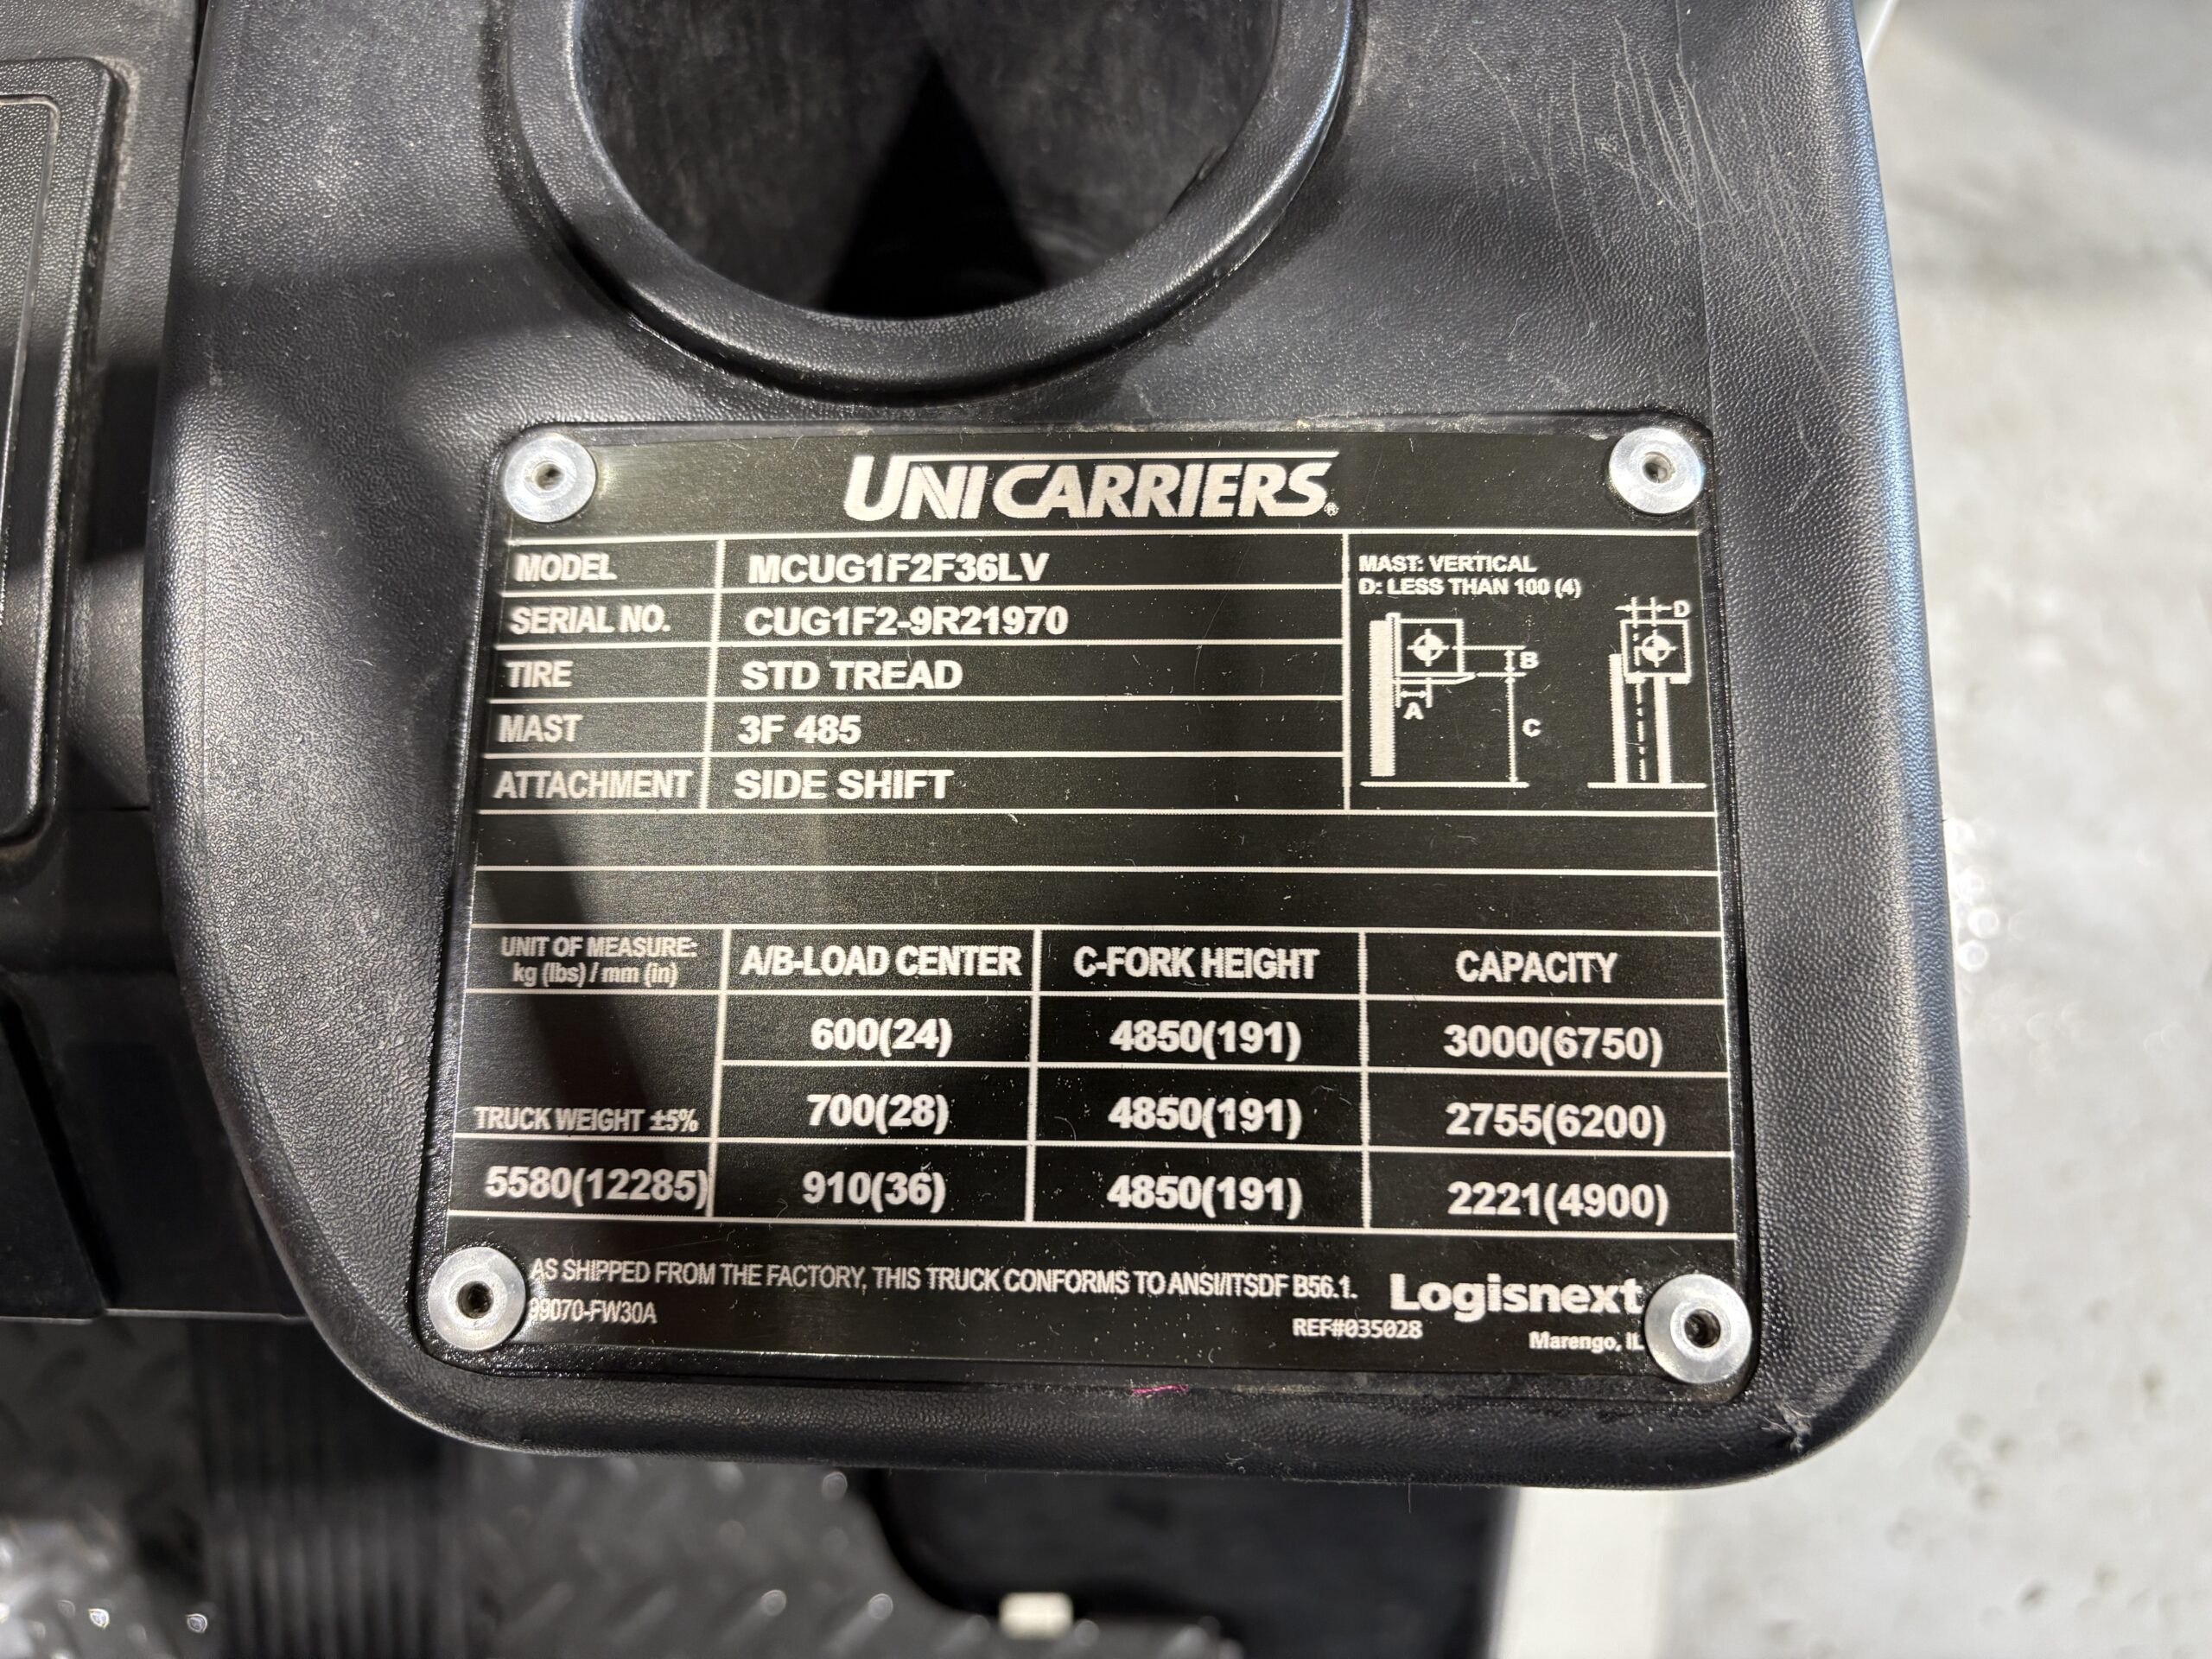 UNICARRIERS®
MODEL MCUG1F2F36LV
SERIAL NO. CUG1F2-9R21970
TIRE STD TREAD
MAST 3F 485
ATTACHMENT SIDE SHIFT
MAST: VERTICAL
D: LESS THAN 100 (4)
D
B
A
C
UNIT OF MEASURE:
kg (lbs) / mm (in)
A/B-LOAD CENTER C-FORK HEIGHT CAPACITY
600(24) 4850(191) 3000(6750)
TRUCK WEIGHT ±5% 700(28) 4850(191) 2755(6200)
5580(12285) 910(36) 4850(191) 2221(4900)
AS SHIPPED FROM THE FACTORY, THIS TRUCK CONFORMS TO ANSI/ITSDF B56.1.
99070-FW30A
Logisnext
REF#035028
Marengo, IL